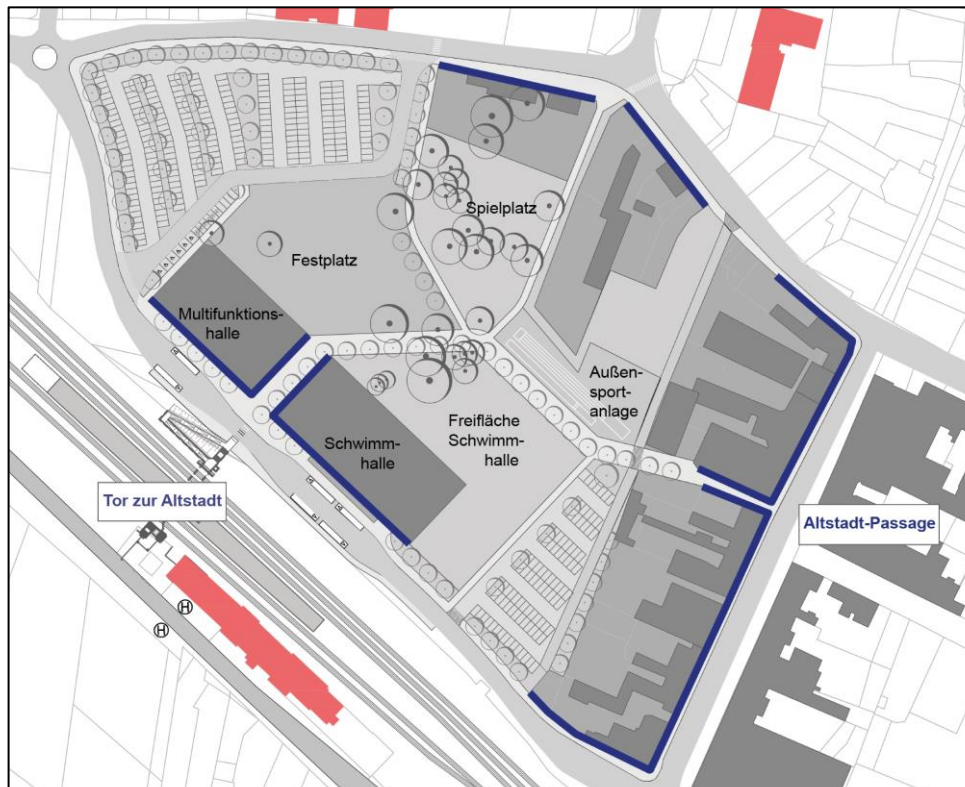 Spielplatz
Festplatz
Multifunktions-
halle
Außen-
sport-
anlage
Freifläche
Schwimm-
halle
Schwimm-
halle
Tor zur Altstadt
Altstadt-Passage
H
H